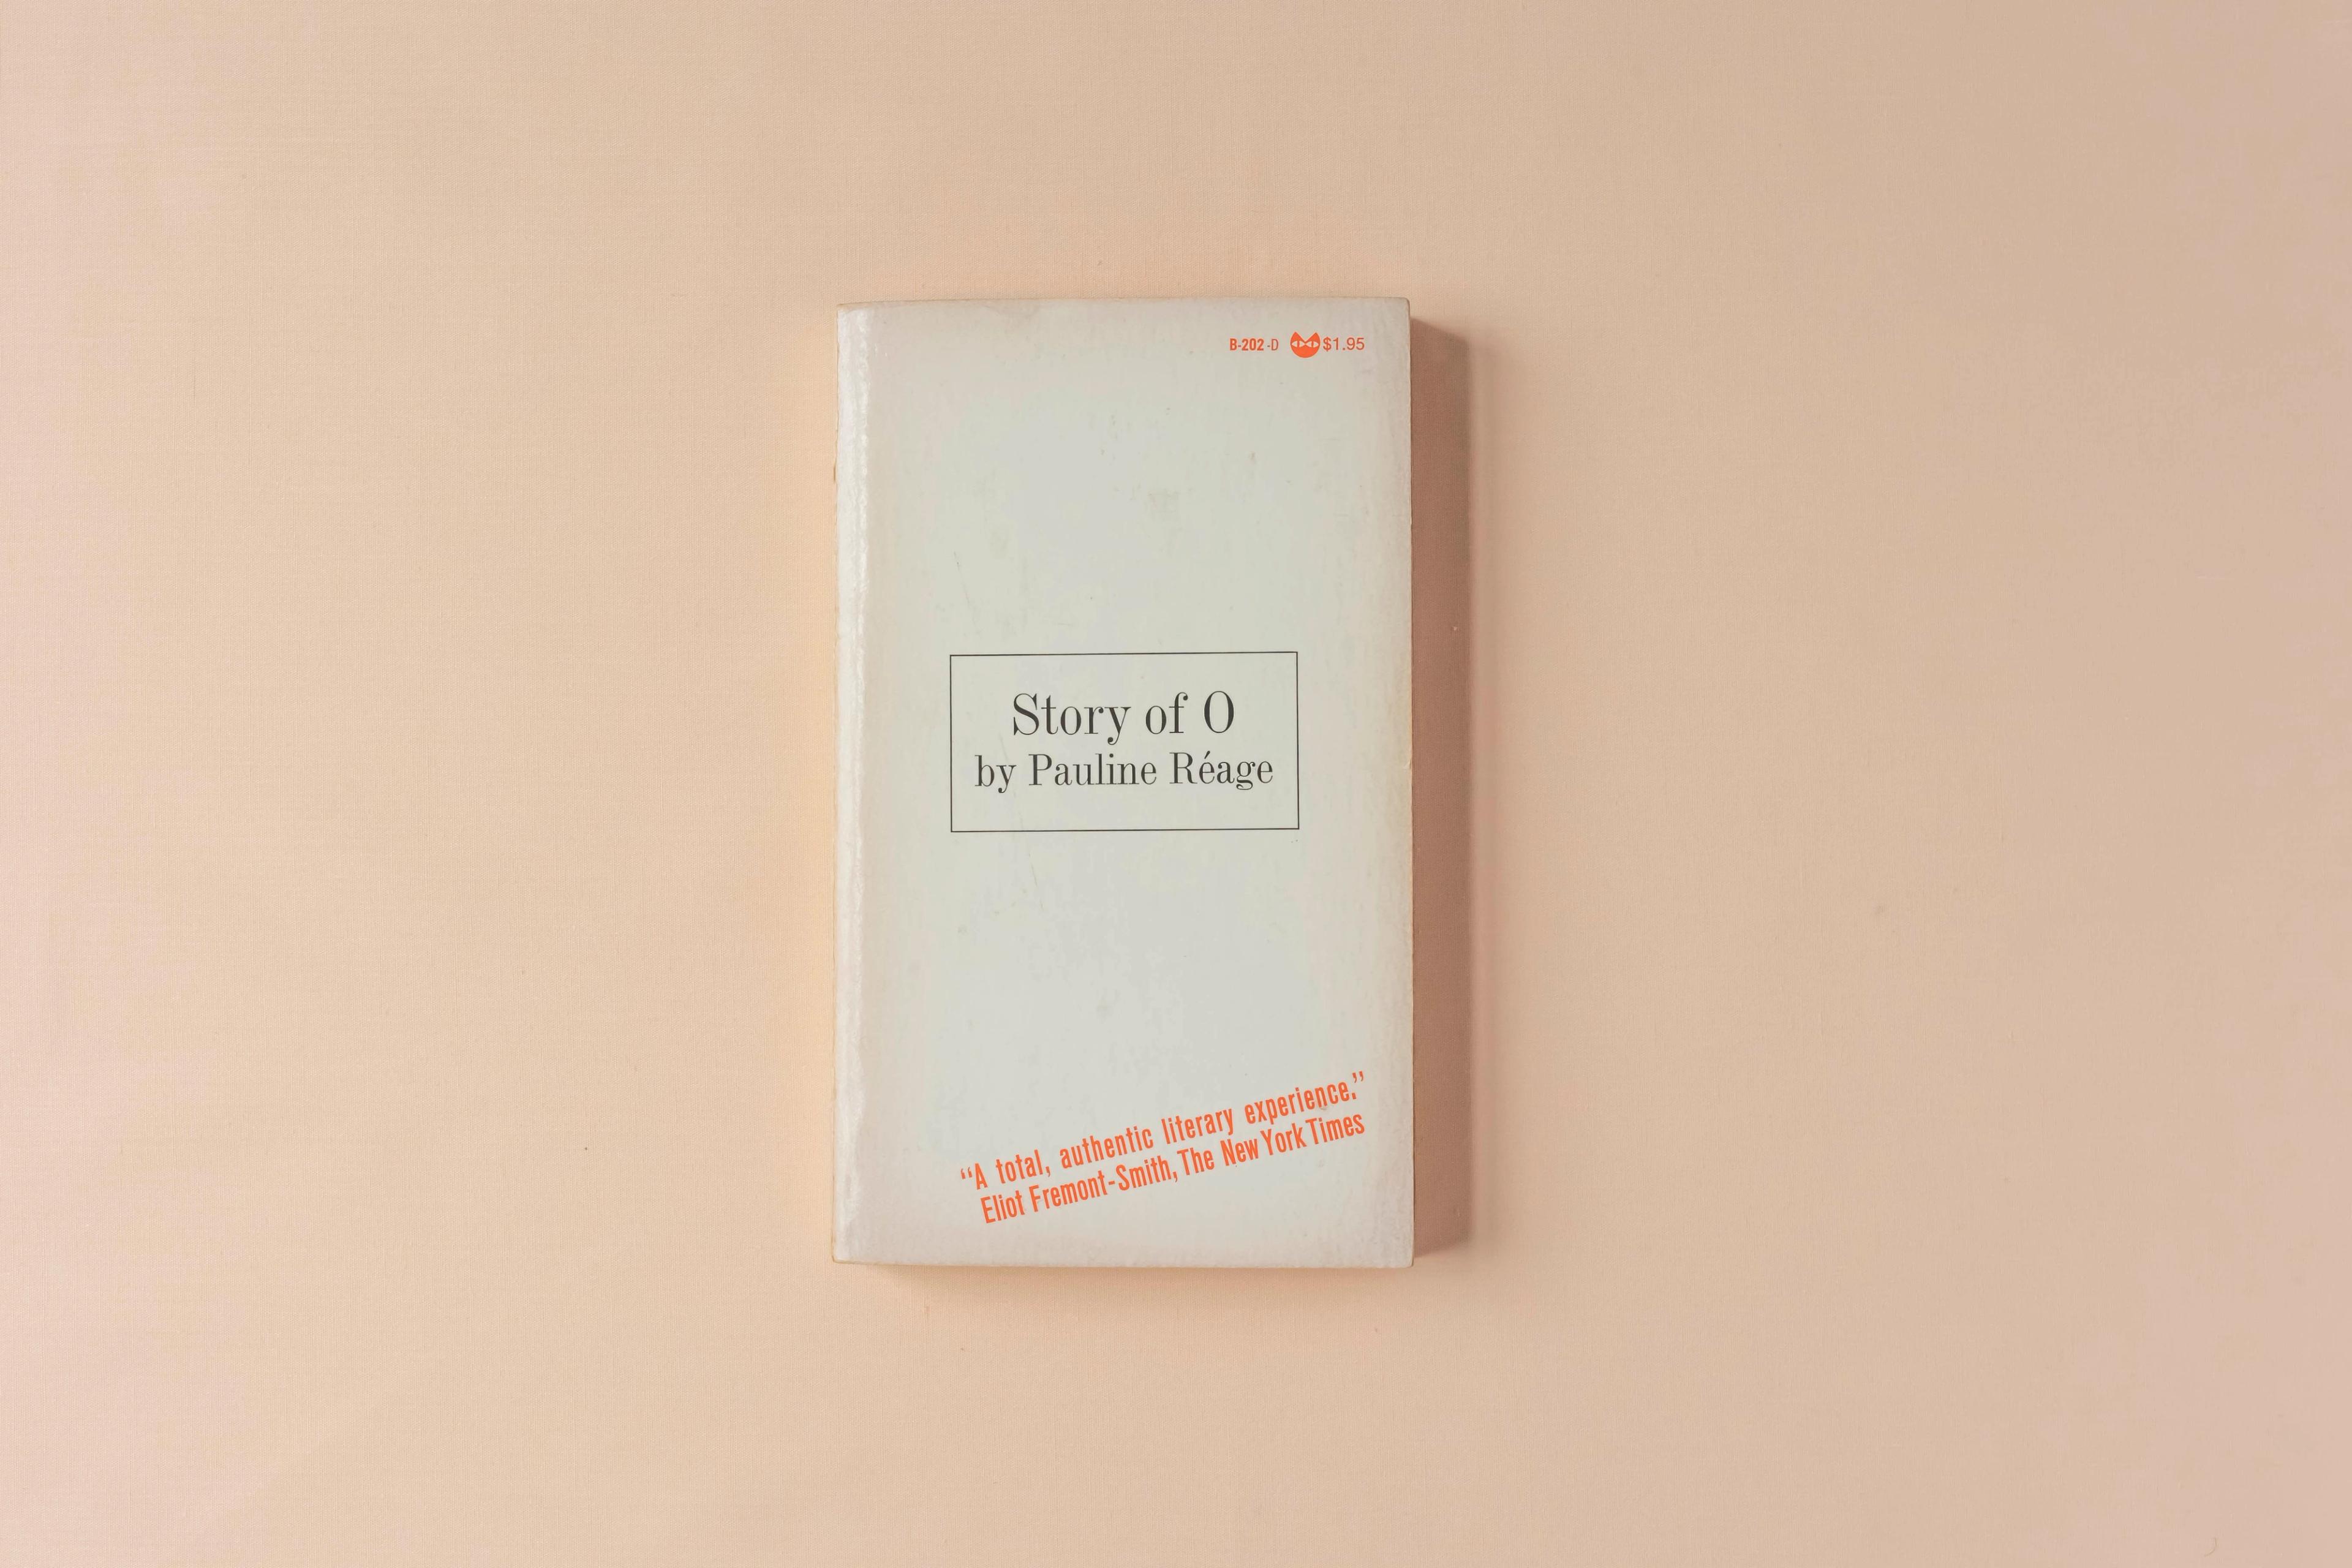 B-202-D $1.95
Story of O
by Pauline Réage
“A total, authentic literary experience.”
Eliot Fremont-Smith, The New York Times